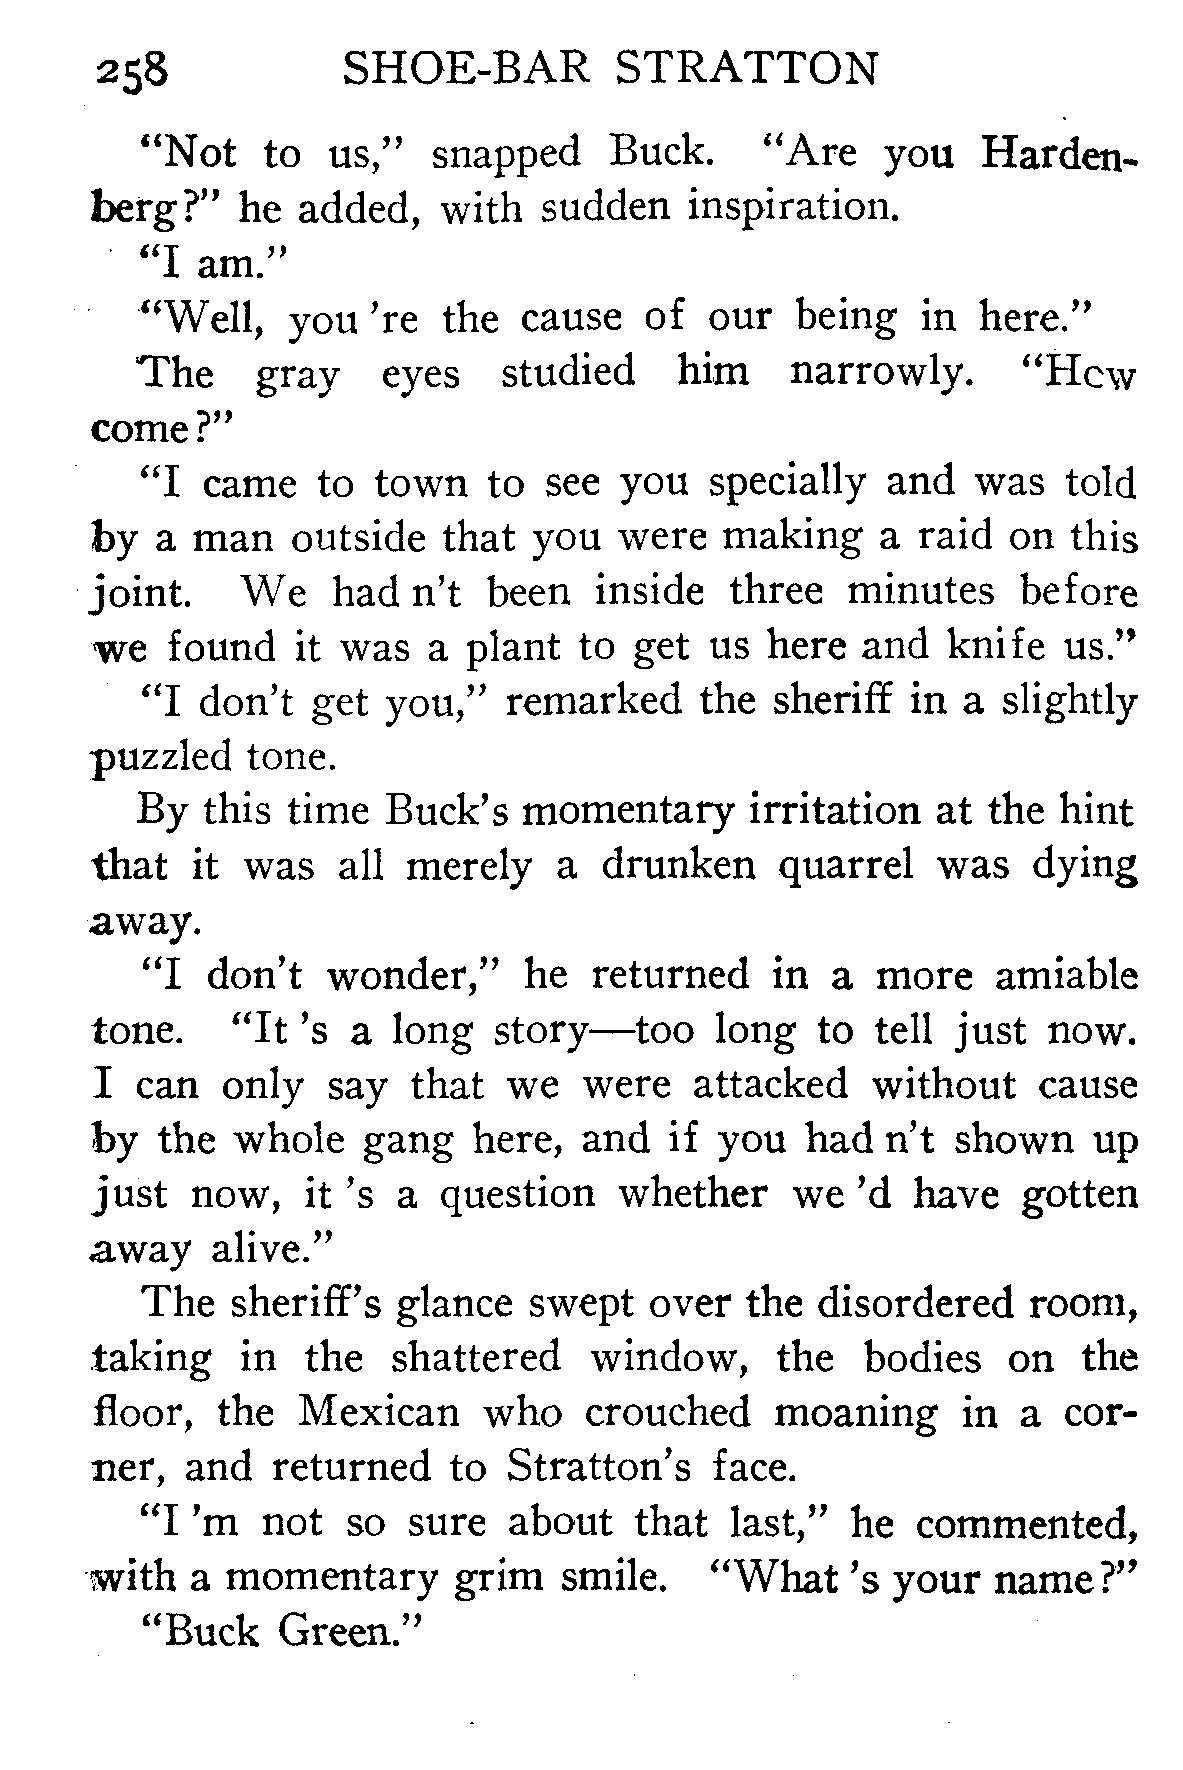 258 SHOE-BAR STRATTON
“Not to us,” snapped Buck. “Are you Harden-
berg?” he added, with sudden inspiration.
“I am.”
“Well, you 're the cause of our being in here.”
The gray eyes studied him narrowly. “How
come?”
“I came to town to see you specially and was told
by a man outside that you were making a raid on this
joint. We had n't been inside three minutes before
we found it was a plant to get us here and knife us.”
“I don't get you,” remarked the sheriff in a slightly
puzzled tone.
By this time Buck's momentary irritation at the hint
that it was all merely a drunken quarrel was dying
away.
“I don't wonder,” he returned in a more amiable
tone. “It 's a long story—too long to tell just now.
I can only say that we were attacked without cause
by the whole gang here, and if you had n't shown up
just now, it 's a question whether we 'd have gotten
away alive.”
The sheriff's glance swept over the disordered room,
taking in the shattered window, the bodies on the
floor, the Mexican who crouched moaning in a cor-
ner, and returned to Stratton's face.
“I 'm not so sure about that last,” he commented,
with a momentary grim smile. “What 's your name?”
“Buck Green.”